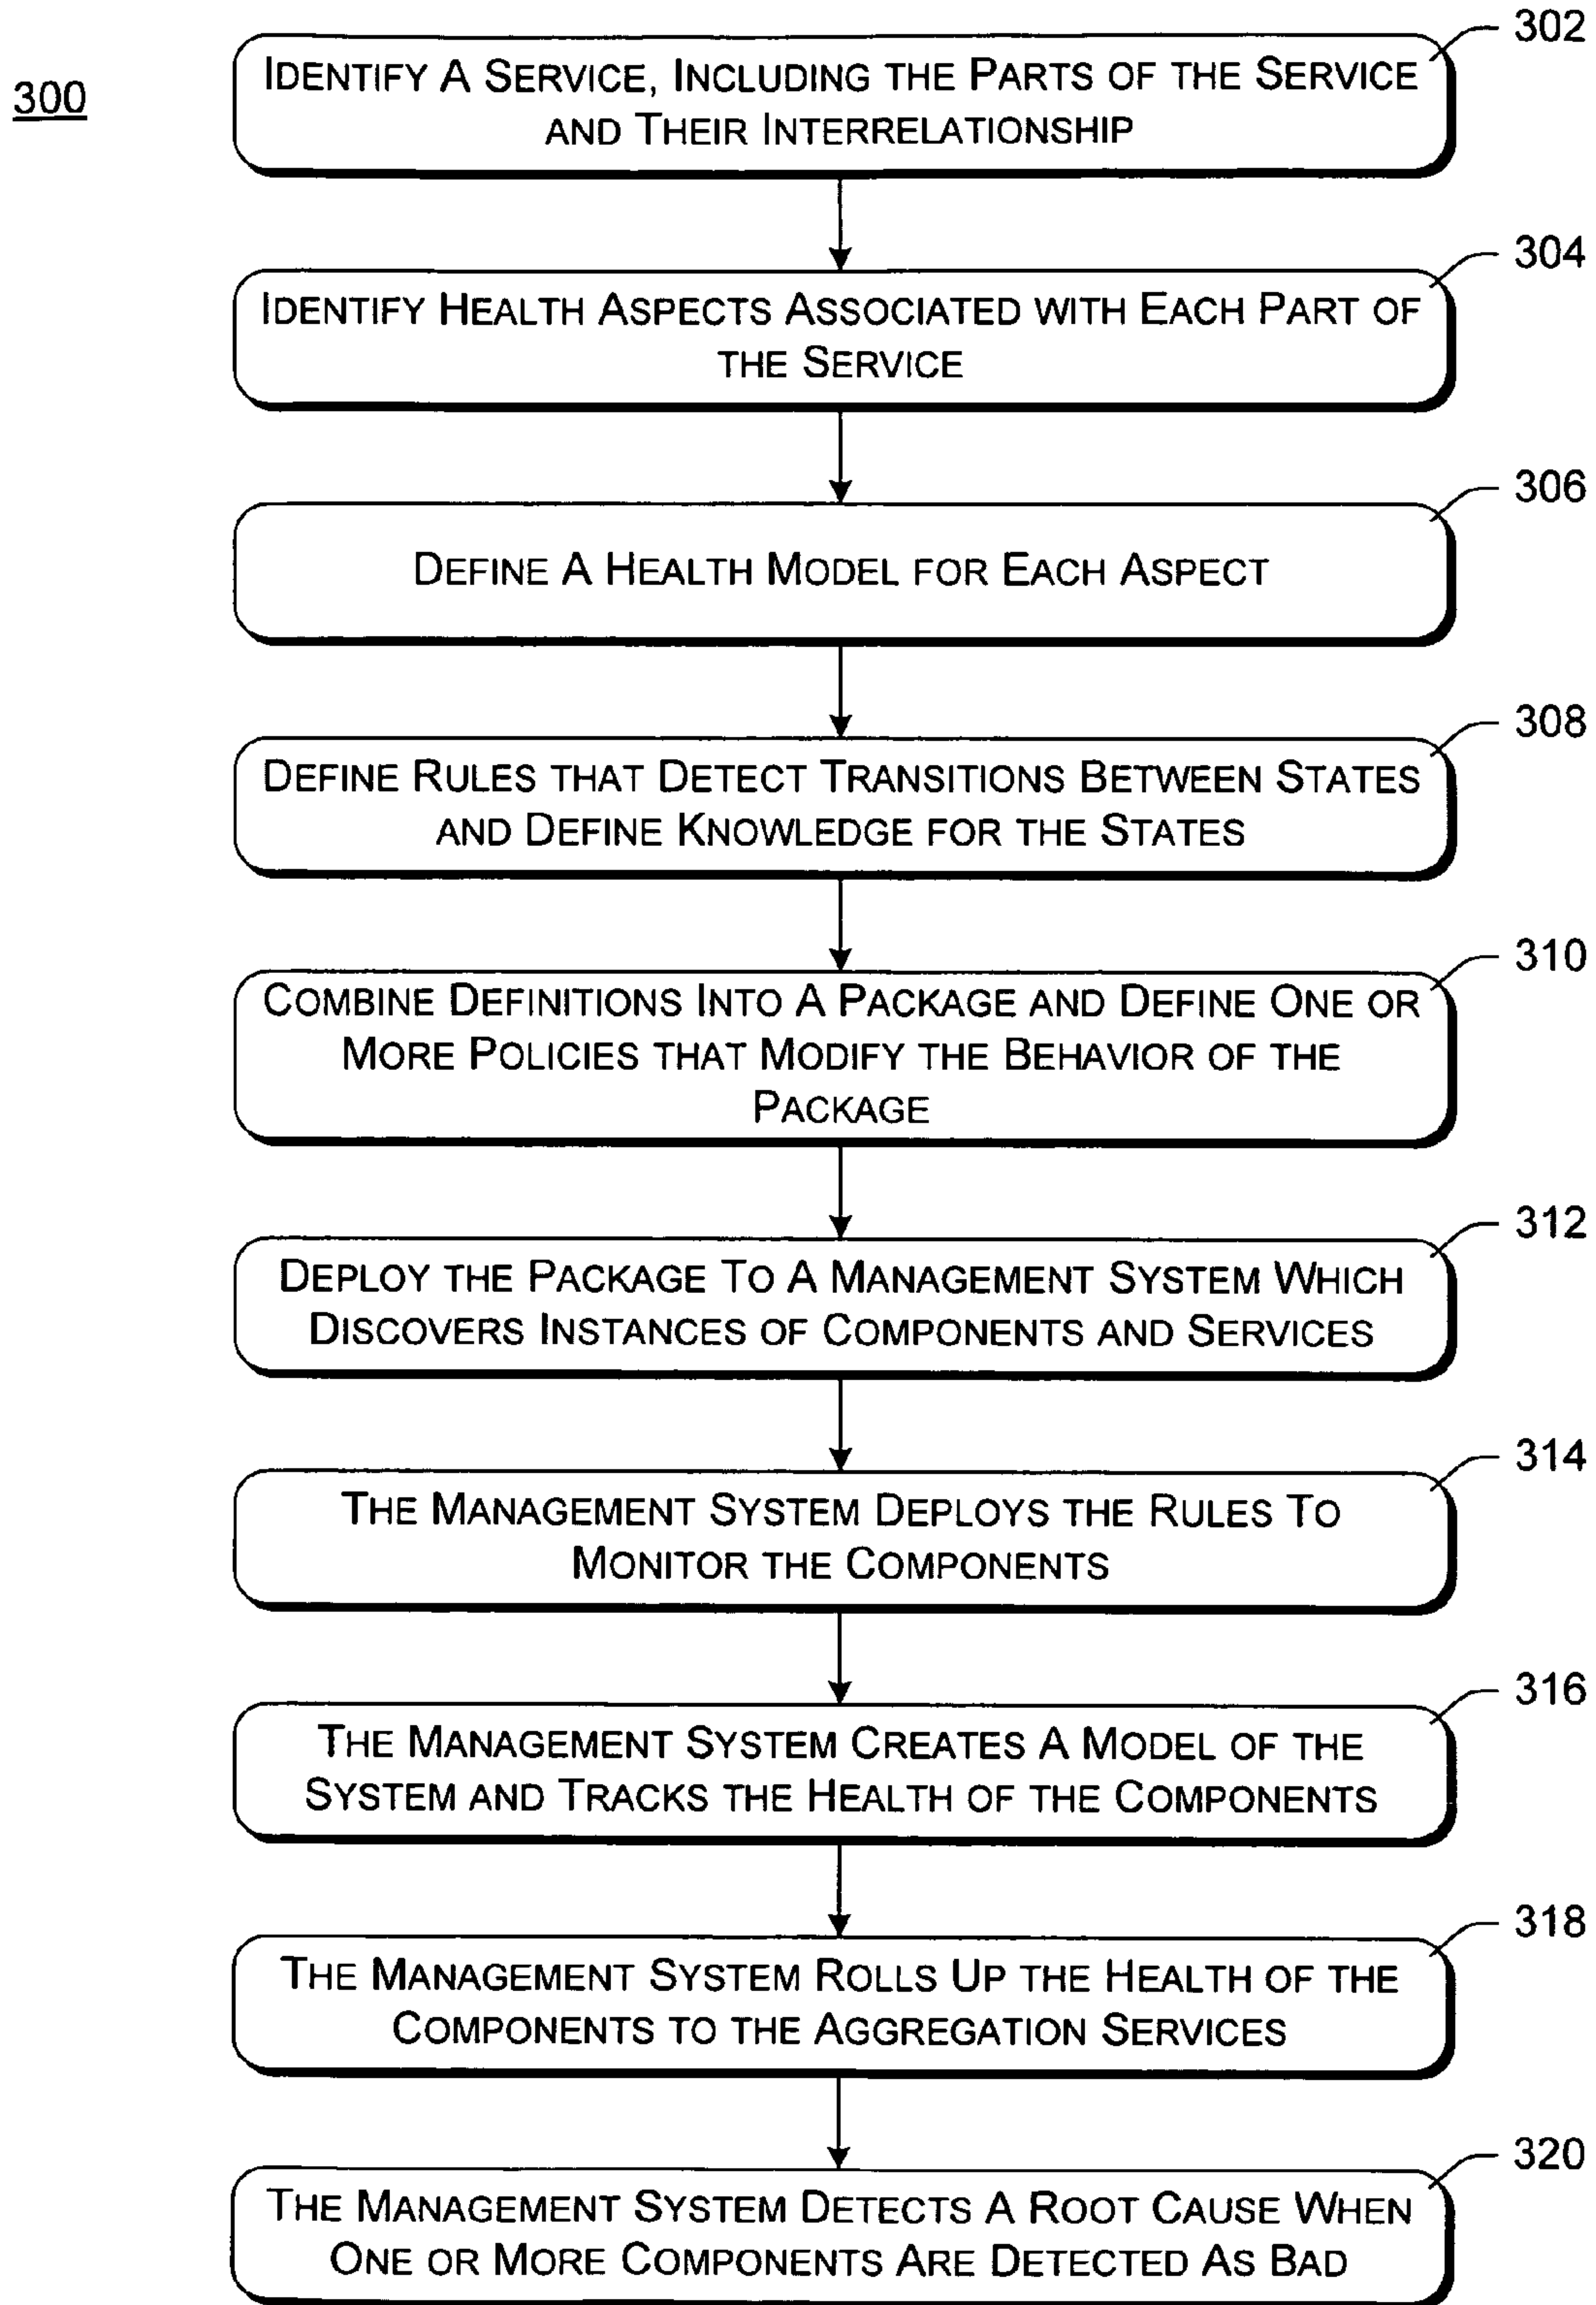 300
302
IDENTIFY A SERVICE, INCLUDING THE PARTS OF THE SERVICE
AND THEIR INTERRELATIONSHIP
304
IDENTIFY HEALTH ASPECTS ASSOCIATED WITH EACH PART OF
THE SERVICE
306
DEFINE A HEALTH MODEL FOR EACH ASPECT
308
DEFINE RULES THAT DETECT TRANSITIONS BETWEEN STATES
AND DEFINE KNOWLEDGE FOR THE STATES
310
COMBINE DEFINITIONS INTO A PACKAGE AND DEFINE ONE OR
MORE POLICIES THAT MODIFY THE BEHAVIOR OF THE
PACKAGE
312
DEPLOY THE PACKAGE TO A MANAGEMENT SYSTEM WHICH
DISCOVERS INSTANCES OF COMPONENTS AND SERVICES
314
THE MANAGEMENT SYSTEM DEPLOYS THE RULES TO
MONITOR THE COMPONENTS
316
THE MANAGEMENT SYSTEM CREATES A MODEL OF THE
SYSTEM AND TRACKS THE HEALTH OF THE COMPONENTS
318
THE MANAGEMENT SYSTEM ROLLS UP THE HEALTH OF THE
COMPONENTS TO THE AGGREGATION SERVICES
320
THE MANAGEMENT SYSTEM DETECTS A ROOT CAUSE WHEN
ONE OR MORE COMPONENTS ARE DETECTED AS BAD